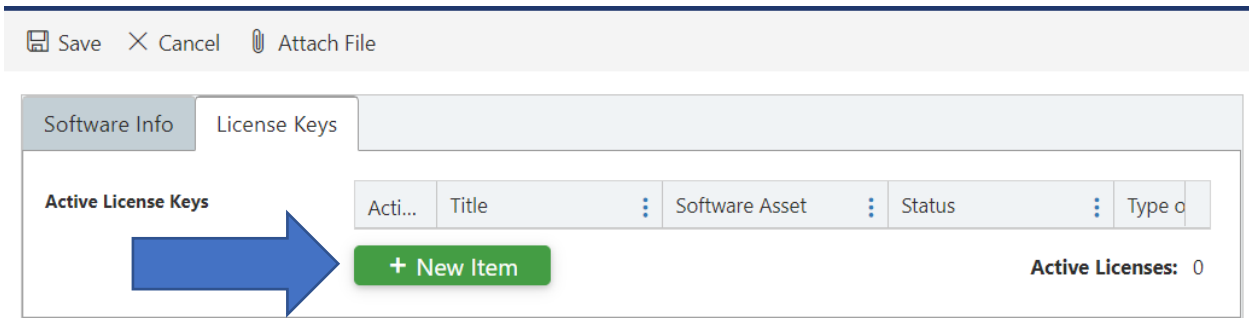 Save Cancel Attach File
Software Info License Keys
Active License Keys
Acti... Title Software Asset Status Type o
+ New Item
Active Licenses: 0